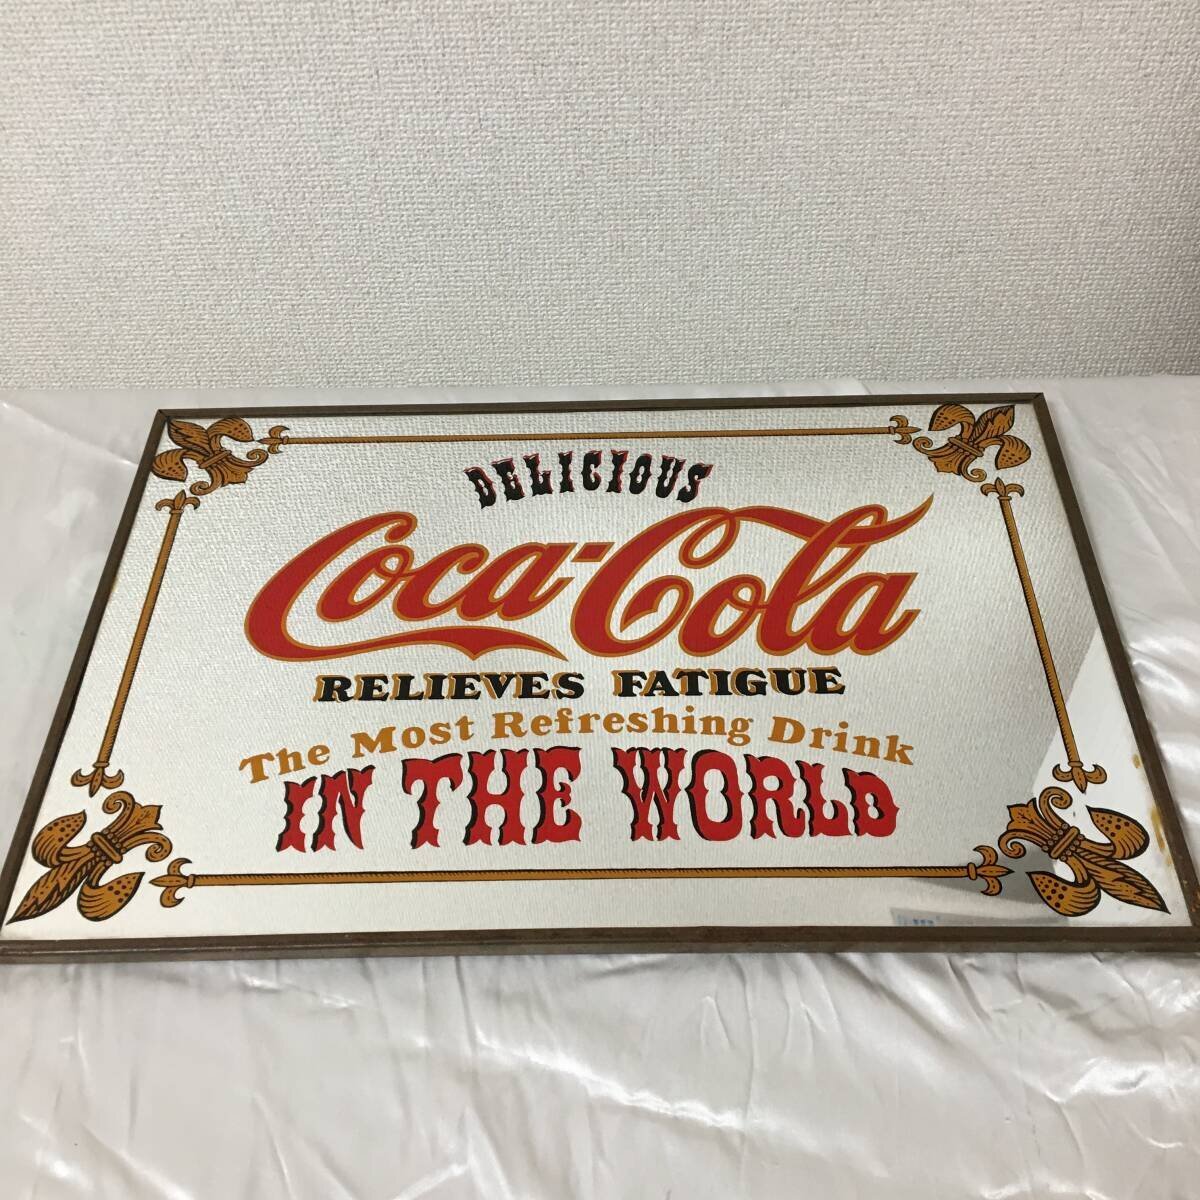 DELICIOUS
Coca-Cola
RELIEVES FATIGUE
The Most Refreshing Drink
IN THE WORLD